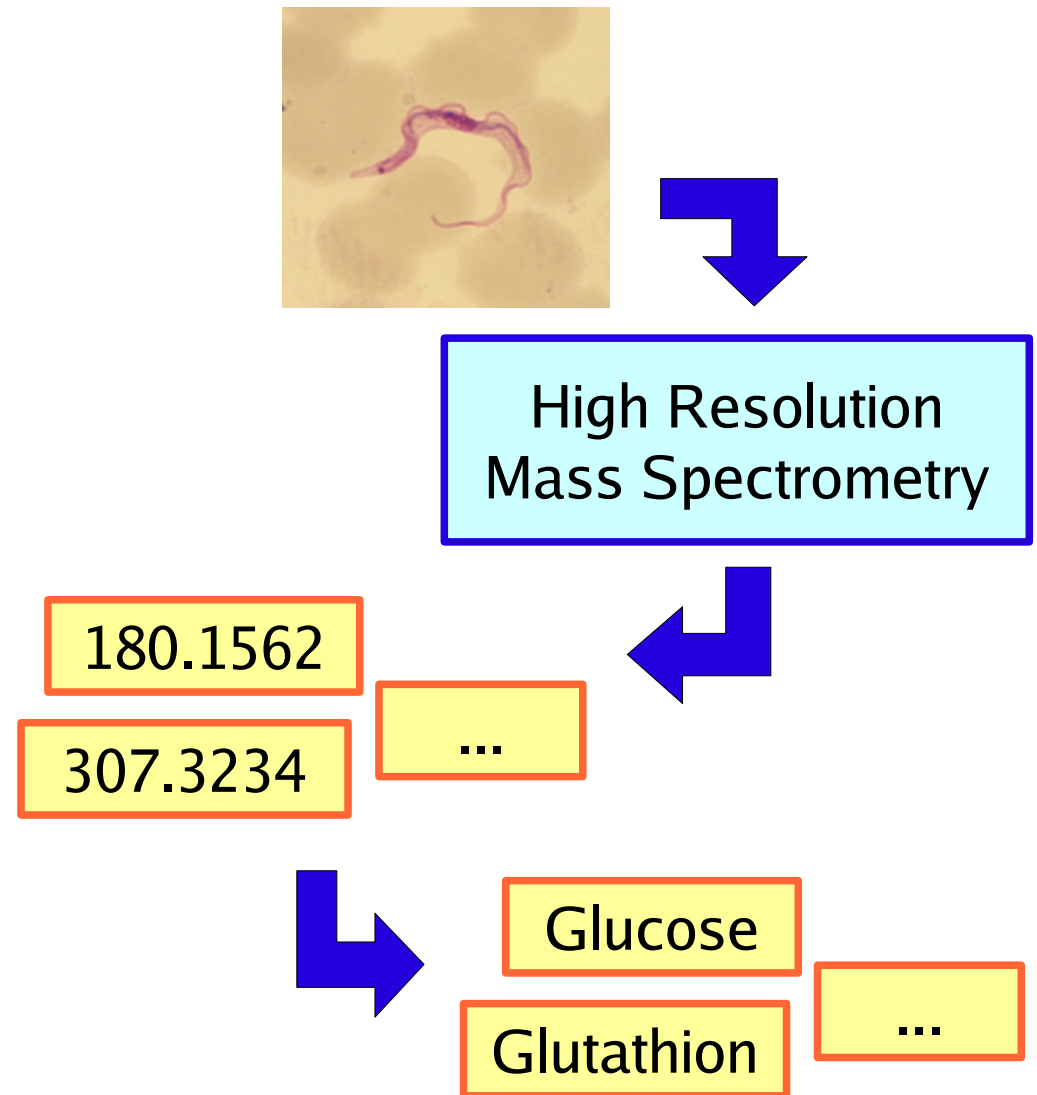 High Resolution
Mass Spectrometry
180.1562
...
307.3234
Glucose
...
Glutathion